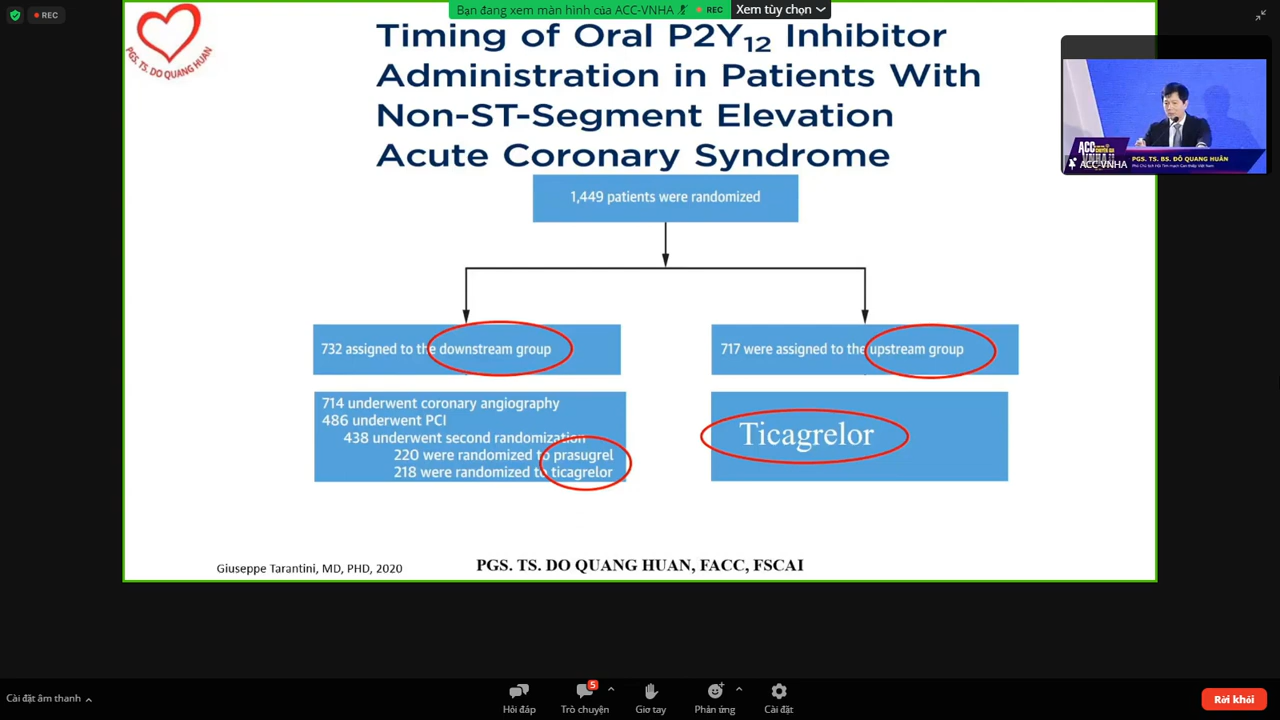 REC
Bạn đang xem màn hình của ACC-VNHA
REC
Xem tùy chọn
PGS. TS. DO QUANG HUAN
Timing of Oral P2Y12 Inhibitor
Administration in Patients With
Non-ST-Segment Elevation
Acute Coronary Syndrome
1,449 patients were randomized
732 assigned to the downstream group
717 were assigned to the upstream group
714 underwent coronary angiography
486 underwent PCI
438 underwent second randomization
220 were randomized to prasugrel
218 were randomized to ticagrelor
Ticagrelor
Giuseppe Tarantini, MD, PHD, 2020
PGS. TS. DO QUANG HUAN, FACC, FSCAI
ACC
VNHA
PGS. TS. BS. ĐỖ QUANG HUÂN
ACC-VNHA
Cài đặt âm thanh
Hỏi đáp
5
Trò chuyện
Giơ tay
Phản ứng
Cài đặt
Rời khỏi